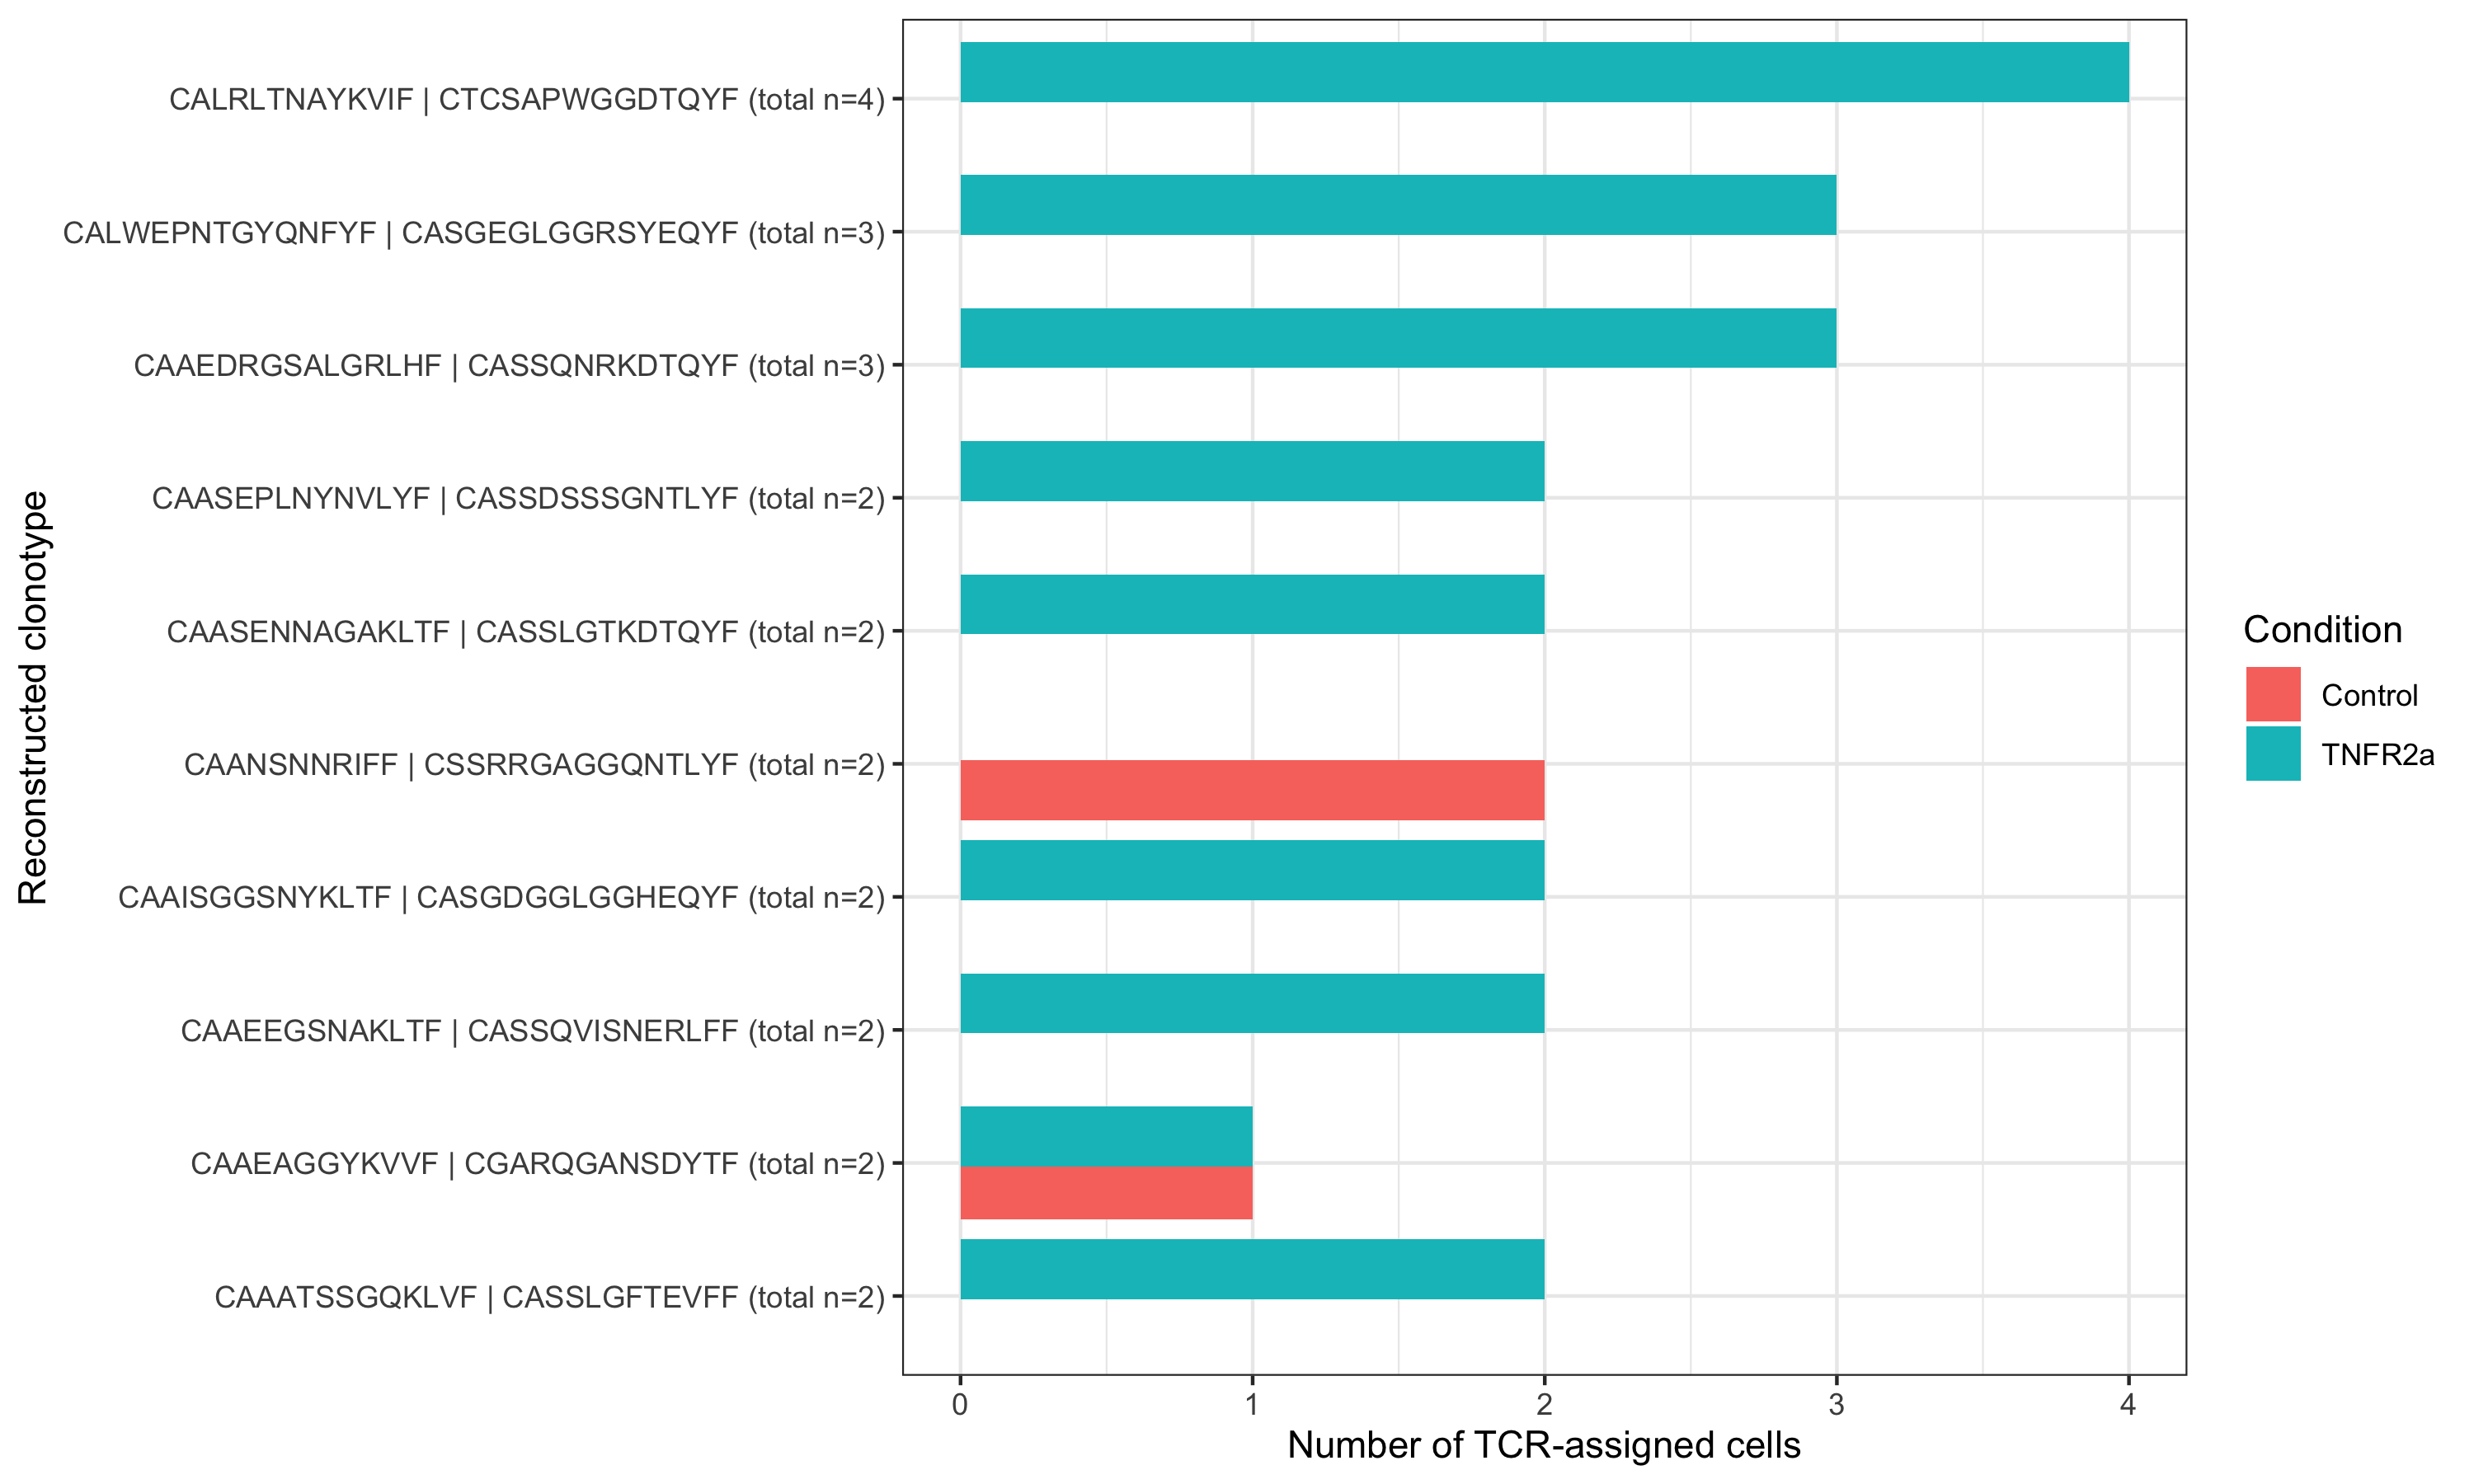 CALRLTNAYKVIF | CTCSAPWGGDTQYF (total n=4)
CALWEPNTGYQNFYF | CASGEGLGGRSYEQYF (total n=3)
CAAEDRGSALGRLHF | CASSQNRKDTQYF (total n=3)
CAASEPLNYNVLYF | CASSDSSSGNTLYF (total n=2)
CAASENNAGAKLTF | CASSLGTKDTQYF (total n=2)
CAANSNNRIFF | CSSRRGAGGQNTLYF (total n=2)
CAAISGGSNYKLTF | CASGDGGLGGHEQYF (total n=2)
CAAEEGSNAKLTF | CASSQVISNERLFF (total n=2)
CAAEAGGYKVVF | CGARQGANSDYTF (total n=2)
CAAATSSGQKLVF | CASSLGFTEVFF (total n=2)
Reconstructed clonotype
0 1 2 3 4
Number of TCR-assigned cells
Condition
Control
TNFR2a